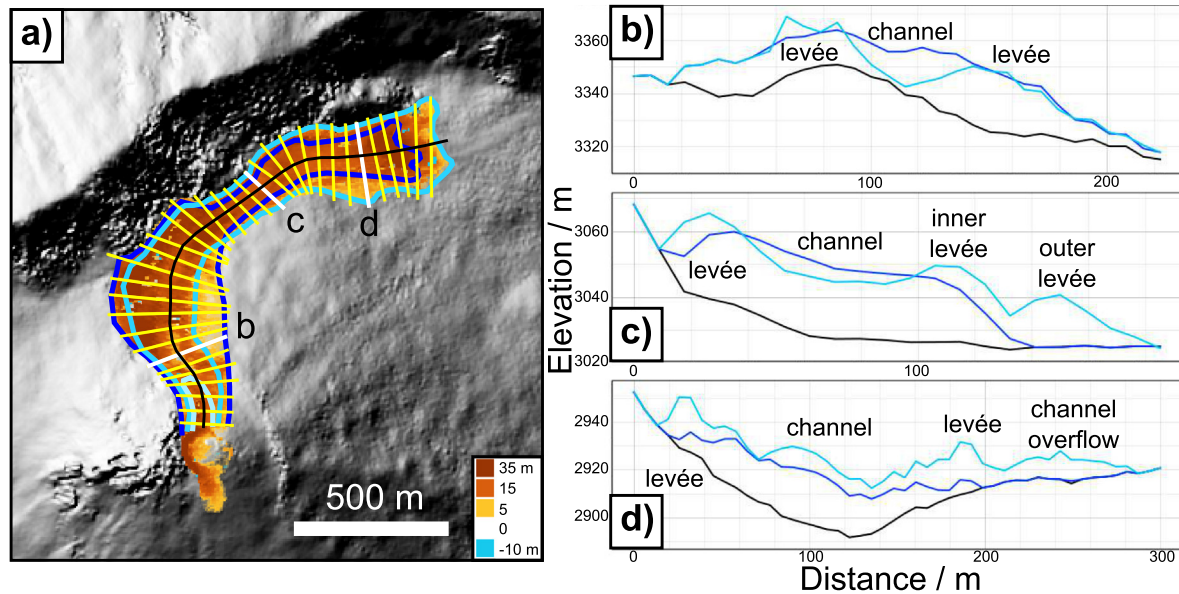 a)
c
d
b
35 m
15
5
0
-10 m
500 m
Elevation / m
b)
3360
3340
3320
channel
levée
levée
0
100
200
c)
3060
3040
3020
levée
channel
inner
levée
outer
levée
0
100
d)
2940
2920
2900
levée
channel
levée
channel
overflow
0
100
200
300
Distance / m